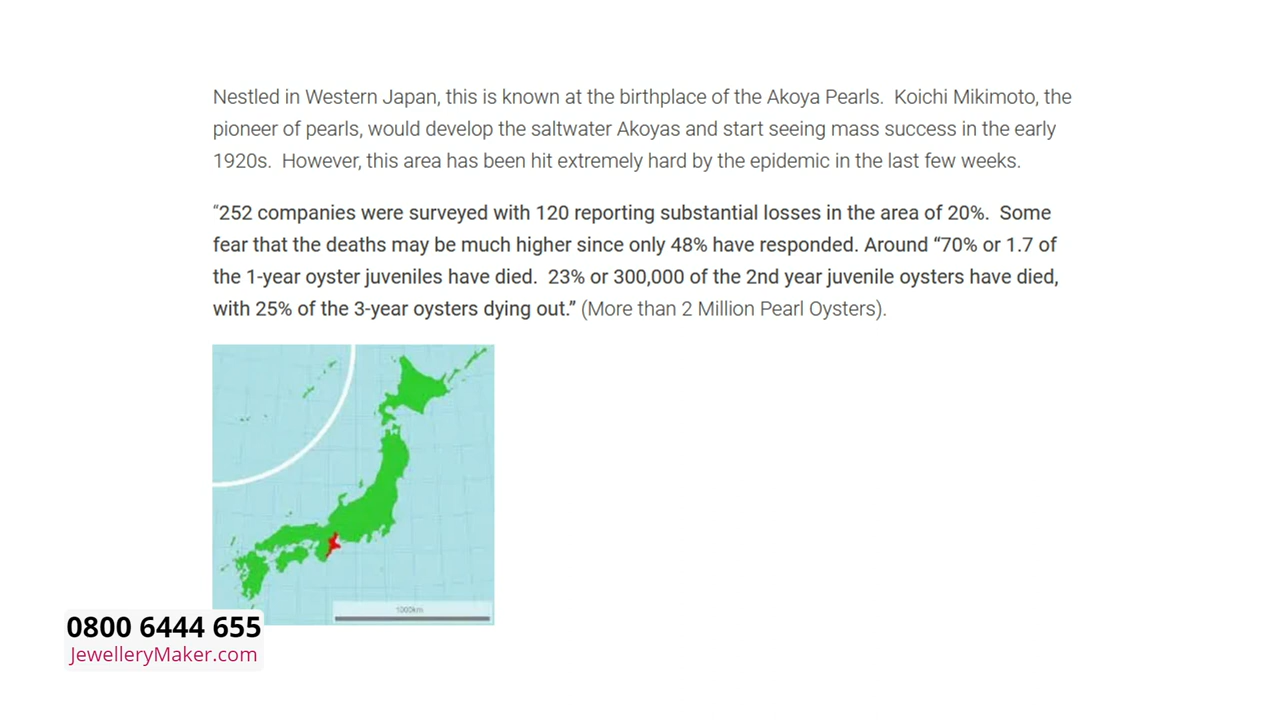 Nestled in Western Japan, this is known at the birthplace of the Akoya Pearls.  Koichi Mikimoto, the
pioneer of pearls, would develop the saltwater Akoyas and start seeing mass success in the early
1920s.  However, this area has been hit extremely hard by the epidemic in the last few weeks.
“252 companies were surveyed with 120 reporting substantial losses in the area of 20%.  Some
fear that the deaths may be much higher since only 48% have responded. Around “70% or 1.7 of
the 1-year oyster juveniles have died.  23% or 300,000 of the 2nd year juvenile oysters have died,
with 25% of the 3-year oysters dying out.” (More than 2 Million Pearl Oysters).
1000km
0800 6444 655
JewelleryMaker.com